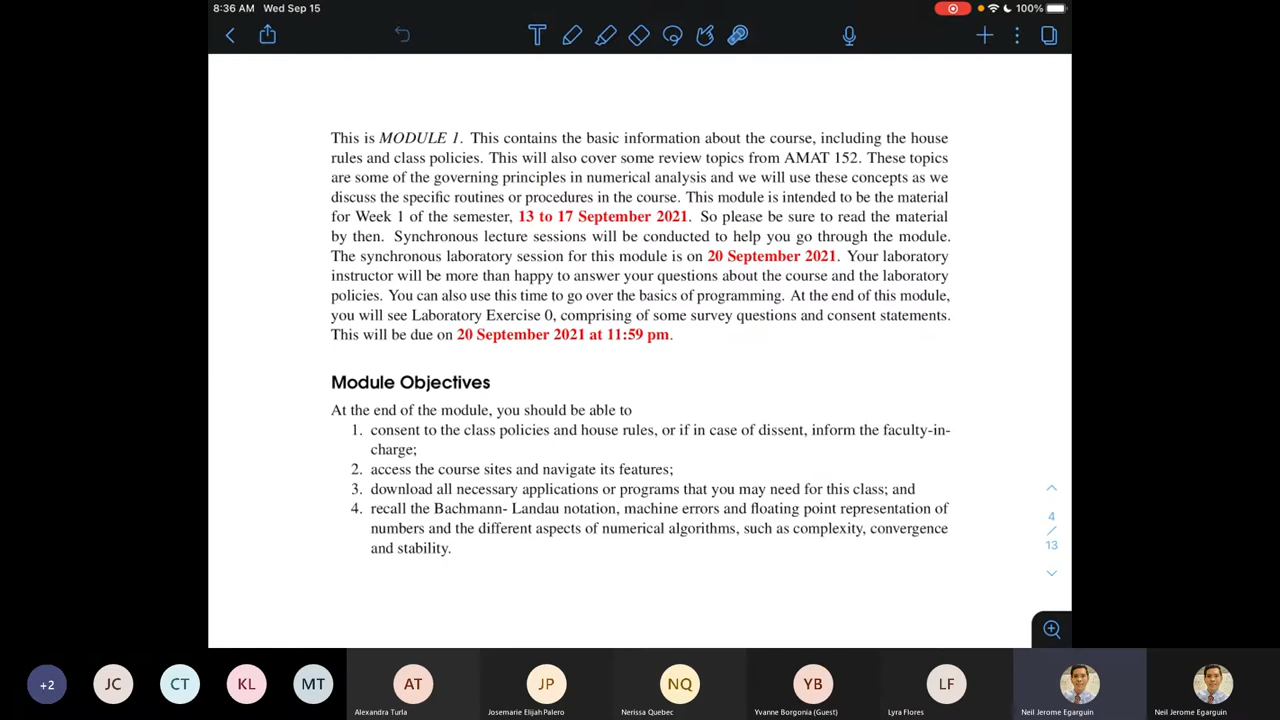 8:36 AM Wed Sep 15
100%
This is MODULE 1. This contains the basic information about the course, including the house
rules and class policies. This will also cover some review topics from AMAT 152. These topics
are some of the governing principles in numerical analysis and we will use these concepts as we
discuss the specific routines or procedures in the course. This module is intended to be the material
for Week 1 of the semester, 13 to 17 September 2021. So please be sure to read the material
by then. Synchronous lecture sessions will be conducted to help you go through the module.
The synchronous laboratory session for this module is on 20 September 2021. Your laboratory
instructor will be more than happy to answer your questions about the course and the laboratory
policies. You can also use this time to go over the basics of programming. At the end of this module,
you will see Laboratory Exercise 0, comprising of some survey questions and consent statements.
This will be due on 20 September 2021 at 11:59 pm.
Module Objectives
At the end of the module, you should be able to
1. consent to the class policies and house rules, or if in case of dissent, inform the faculty-in-
charge;
2. access the course sites and navigate its features;
3. download all necessary applications or programs that you may need for this class; and
4. recall the Bachmann- Landau notation, machine errors and floating point representation of
numbers and the different aspects of numerical algorithms, such as complexity, convergence
and stability.
4
/
13
+2 JC CT KL MT AT JP NQ YB LF
Alexandra Turla Josemarie Elijah Palero Nerissa Quebec Yvanne Borgonia (Guest) Lyra Flores Neil Jerome Egarguin Neil Jerome Egarguin